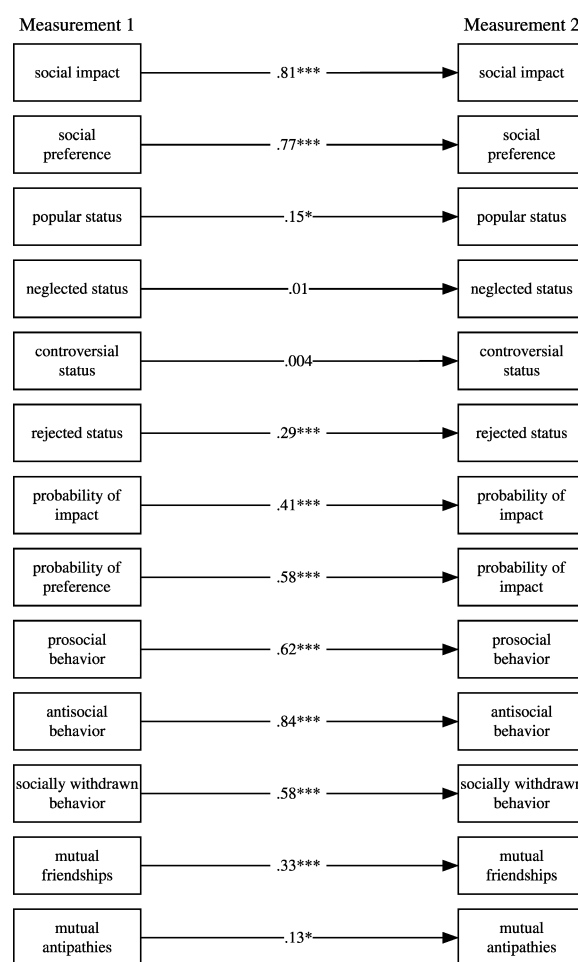 Measurement 1 Measurement 2
social impact .81*** social impact
social
preference .77*** social
preference
popular status .15* popular status
neglected status .01 neglected status
controversial
status .004 controversial
status
rejected status .29*** rejected status
probability of
impact .41*** probability of
impact
probability of
preference .58*** probability of
impact
prosocial
behavior .62*** prosocial
behavior
antisocial
behavior .84*** antisocial
behavior
socially withdrawn
behavior .58*** socially withdrawn
behavior
mutual
friendships .33*** mutual
friendships
mutual
antipathies .13* mutual
antipathies